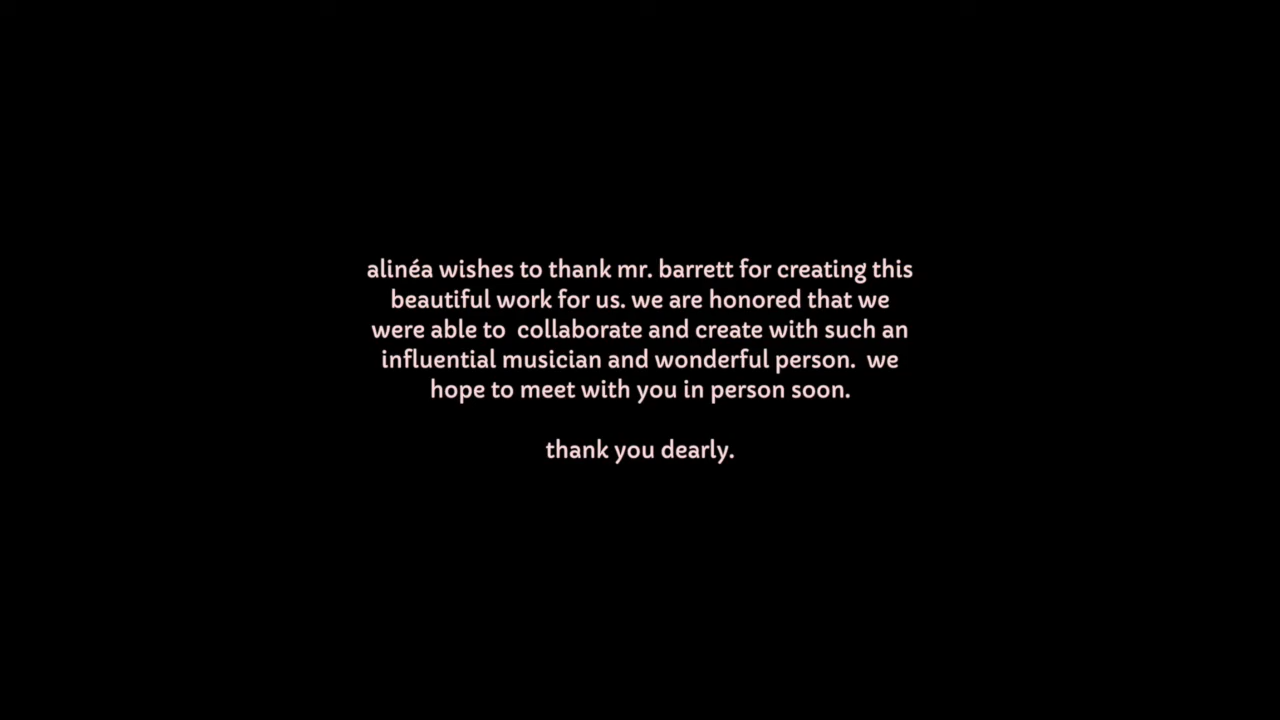 alinéa wishes to thank mr. barrett for creating this
beautiful work for us. we are honored that we
were able to  collaborate and create with such an
influential musician and wonderful person.  we
hope to meet with you in person soon.
thank you dearly.